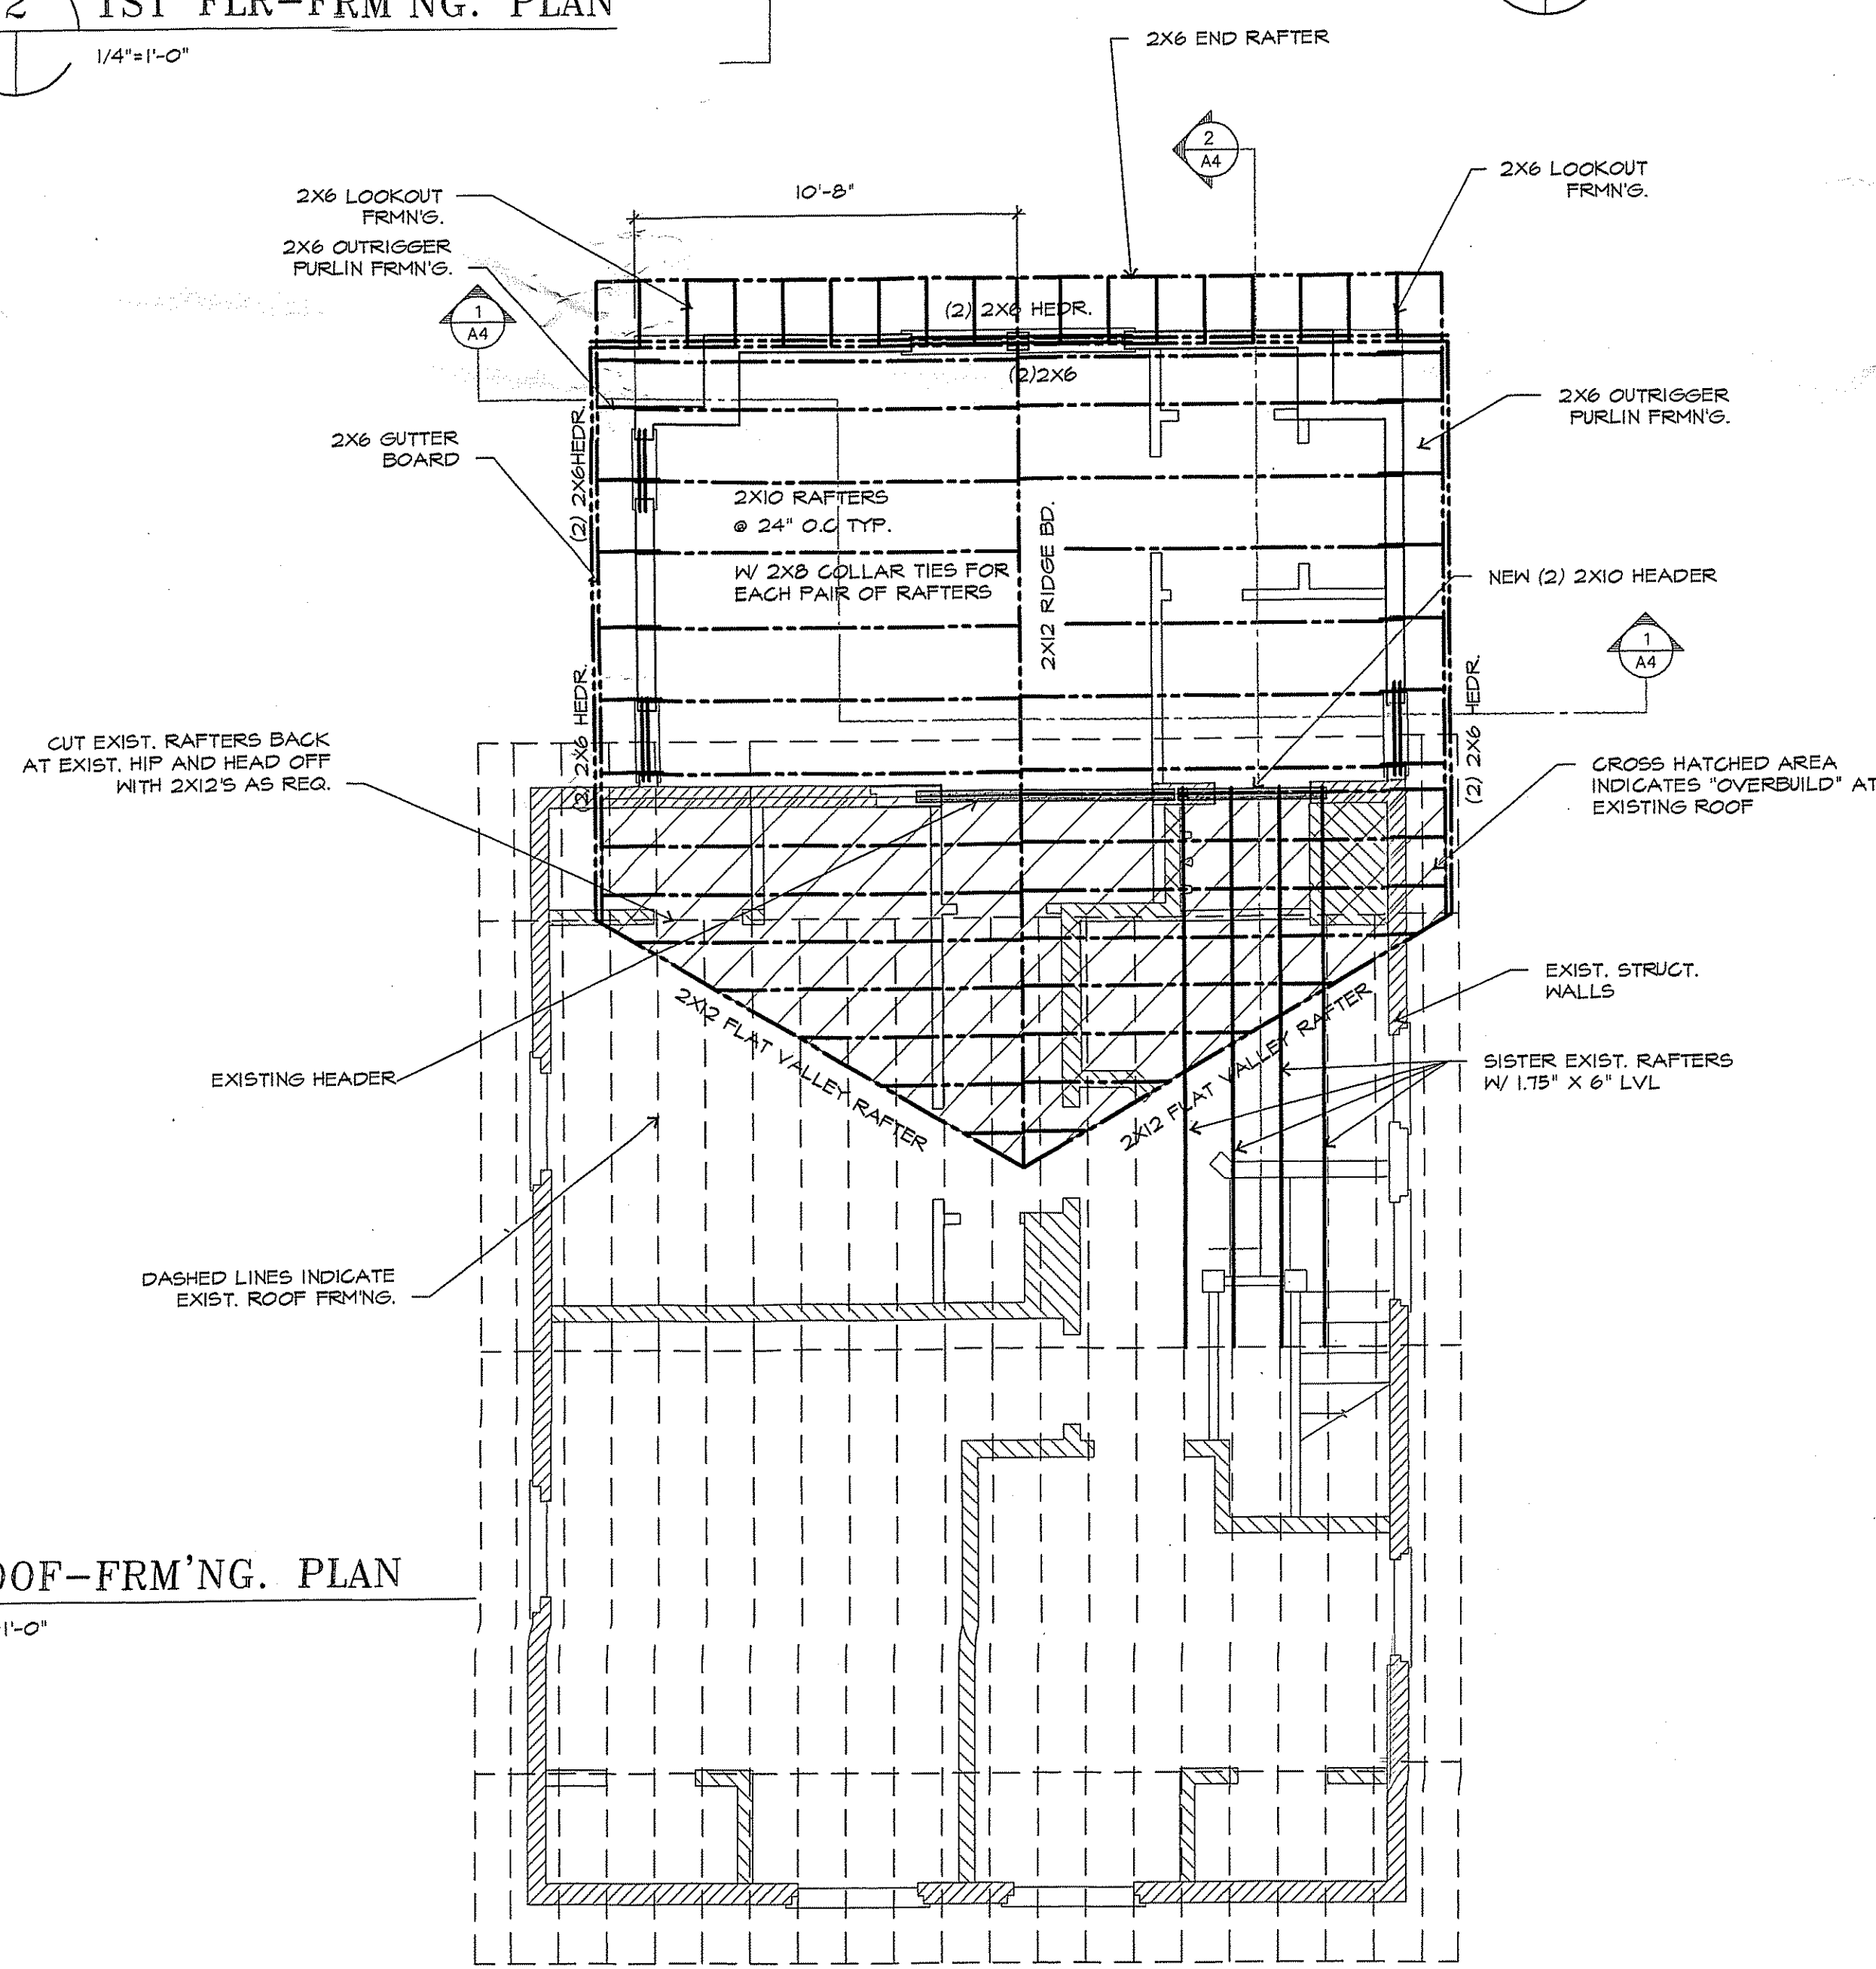 2 1ST FLR-FRM'NG. PLAN
1/4"=1'-0"
2X6 END RAFTER
2
A4
2X6 LOOKOUT
FRMN'G.
10'-8"
2X6 LOOKOUT
FRMN'G.
2X6 OUTRIGGER
PURLIN FRMN'G.
1
A4
(2) 2X6 HEDR.
(2)2X6
2X6 OUTRIGGER
PURLIN FRMN'G.
2X6 GUTTER
BOARD
(2) 2X6HEDR.
2X10 RAFTERS
@ 24" O.C TYP.
W/ 2X8 COLLAR TIES FOR
EACH PAIR OF RAFTERS
2X12 RIDGE BD.
NEW (2) 2X10 HEADER
1
A4
(2) 2X6 HEDR.
(2) 2X6 HEDR.
CUT EXIST. RAFTERS BACK
AT EXIST. HIP AND HEAD OFF
WITH 2X12'S AS REQ.
CROSS HATCHED AREA
INDICATES "OVERBUILD" AT
EXISTING ROOF
EXIST. STRUCT.
WALLS
2X12 FLAT VALLEY RAFTER
2X12 FLAT VALLEY RAFTER
EXISTING HEADER
SISTER EXIST. RAFTERS
W/ 1.75" X 6" LVL
DASHED LINES INDICATE
EXIST. ROOF FRM'NG.
OOF-FRM'NG. PLAN
1'-0"